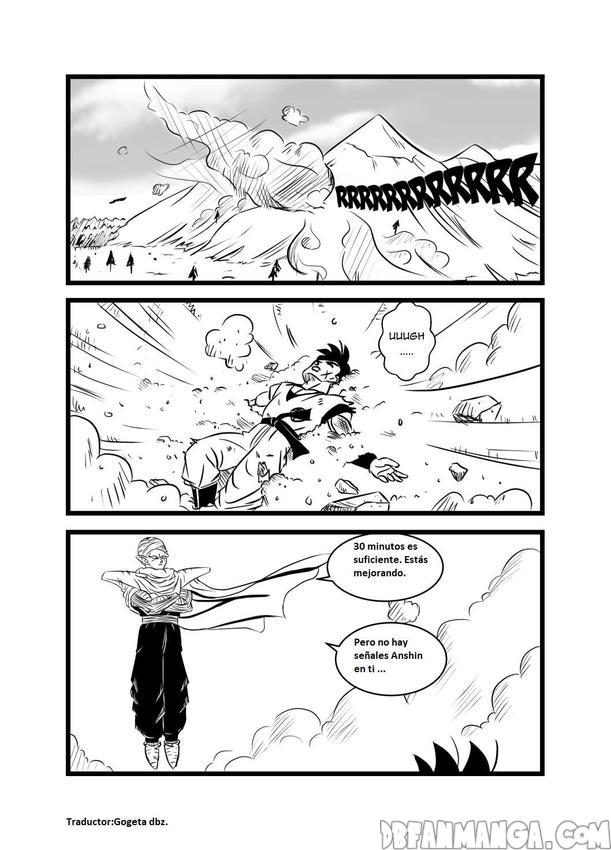 RRRRRRRRRRRRR
UUUGH
.....
30 minutos es
suficiente. Estás
mejorando.
Pero no hay
señales Anshin
en ti ...
Traductor:Gogeta dbz.
DBFANMANGA.COM